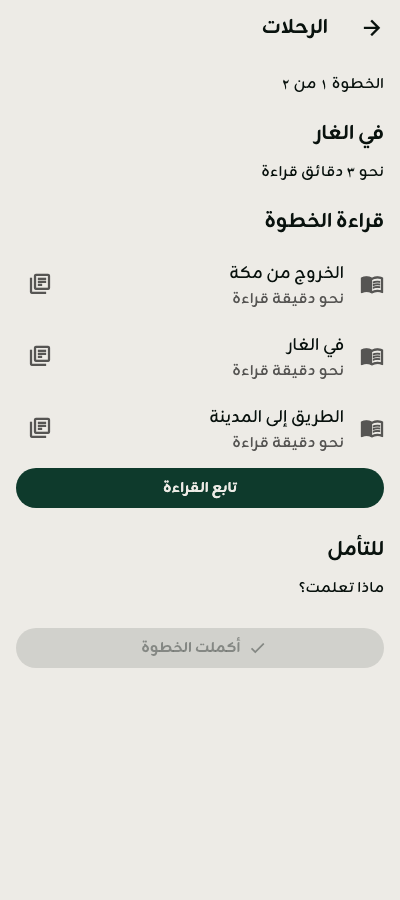 الرحلات
الخطوة ١ من ٢
في الغار
نحو ٣ دقائق قراءة
قراءة الخطوة
الخروج من مكة
نحو دقيقة قراءة
في الغار
نحو دقيقة قراءة
الطريق إلى المدينة
نحو دقيقة قراءة
تابع القراءة
للتأمل
ماذا تعلمت؟
أكملت الخطوة